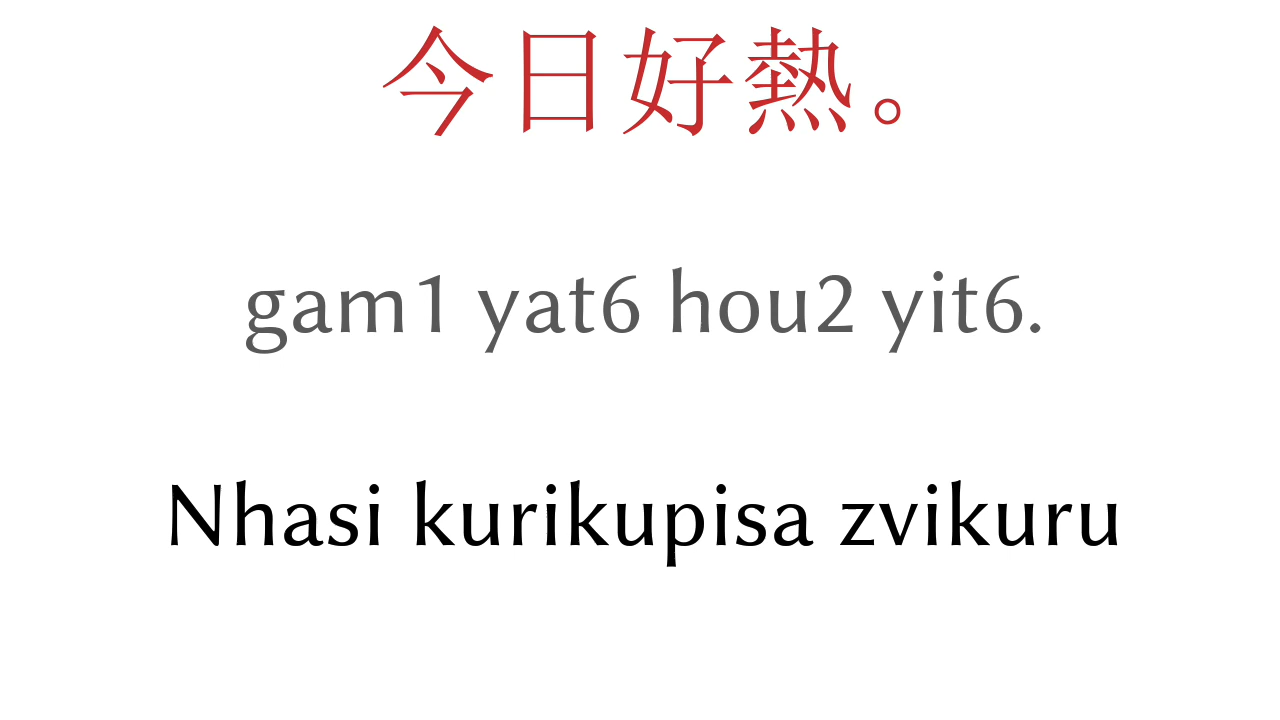 今日好熱。
gam1 yat6 hou2 yit6.
Nhasi kurikupisa zvikuru